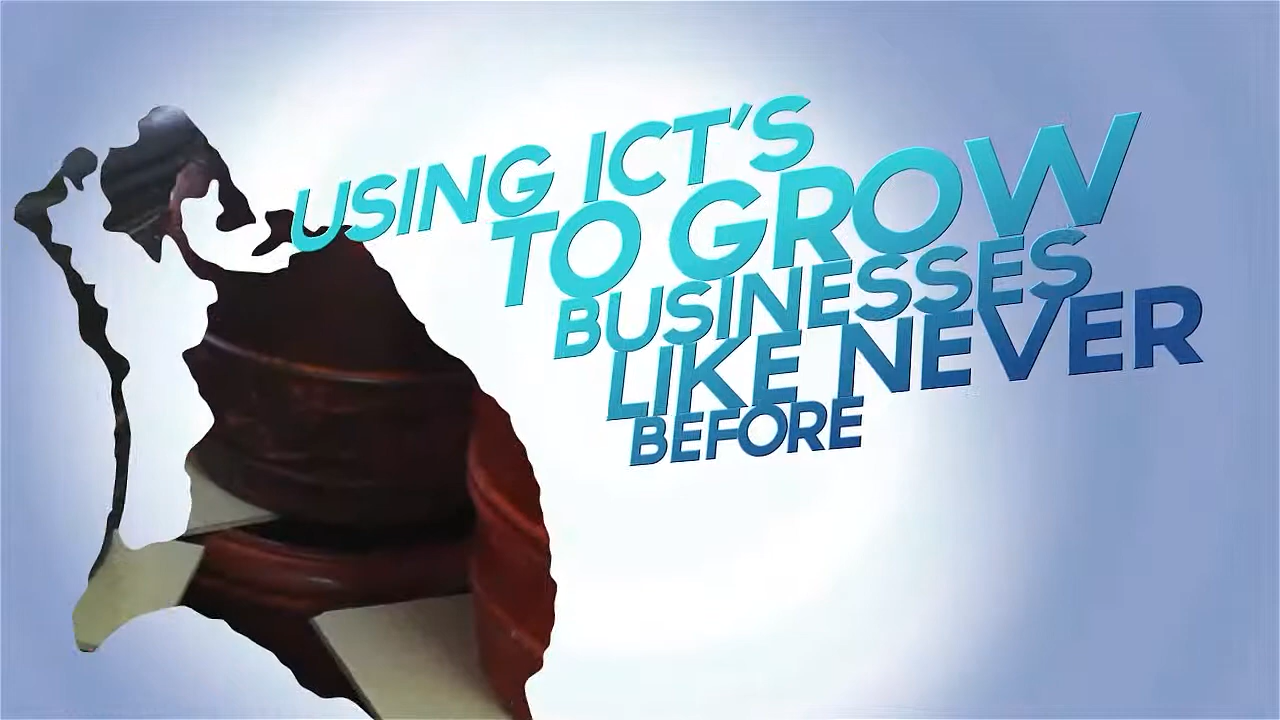 USING ICT'S
TO GROW
BUSINESSES
LIKE NEVER
BEFORE